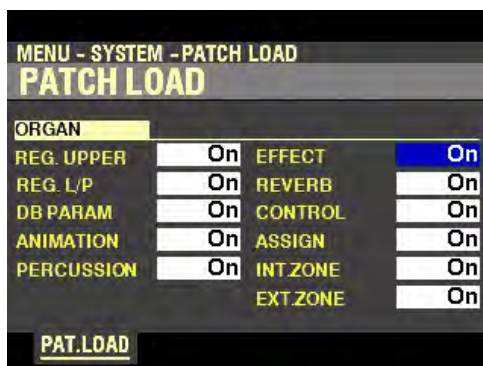 MENU - SYSTEM - PATCH LOAD
PATCH LOAD
ORGAN
REG. UPPER On EFFECT On
REG. L/P On REVERB On
DB PARAM On CONTROL On
ANIMATION On ASSIGN On
PERCUSSION On INT.ZONE On
EXT.ZONE On
PAT.LOAD